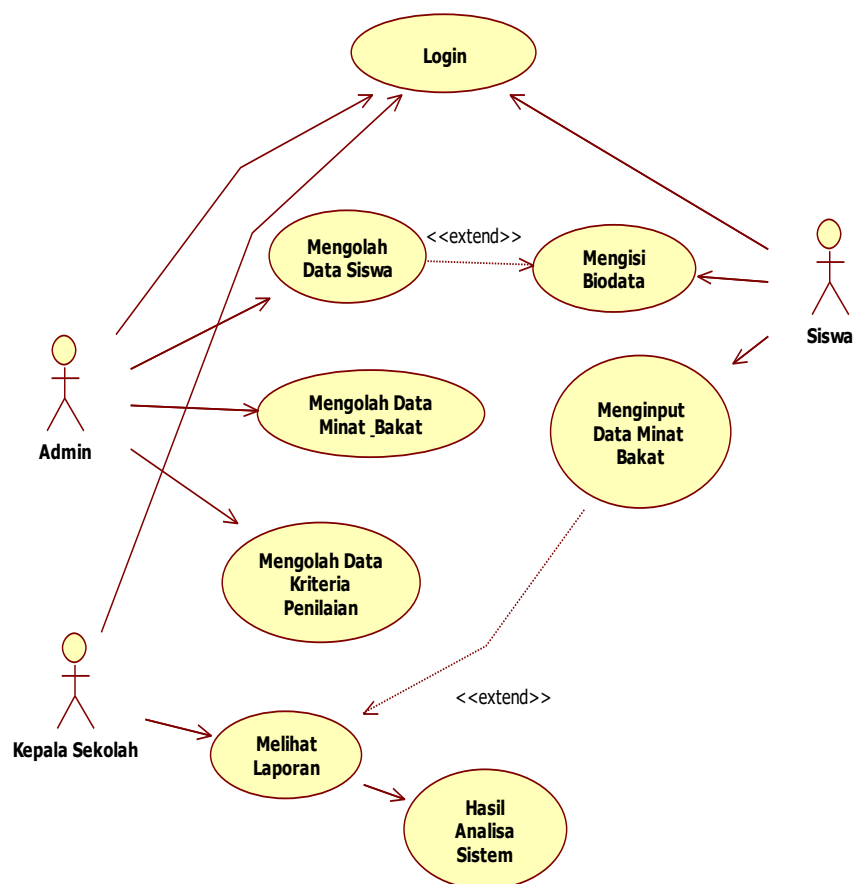 Login
<<extend>>
Mengolah
Data Siswa
Mengisi
Biodata
Siswa
Admin
Mengolah Data
Minat_Bakat
Menginput
Data Minat
Bakat
Mengolah Data
Kriteria
Penilaian
<<extend>>
Kepala Sekolah
Melihat
Laporan
Hasil
Analisa
Sistem